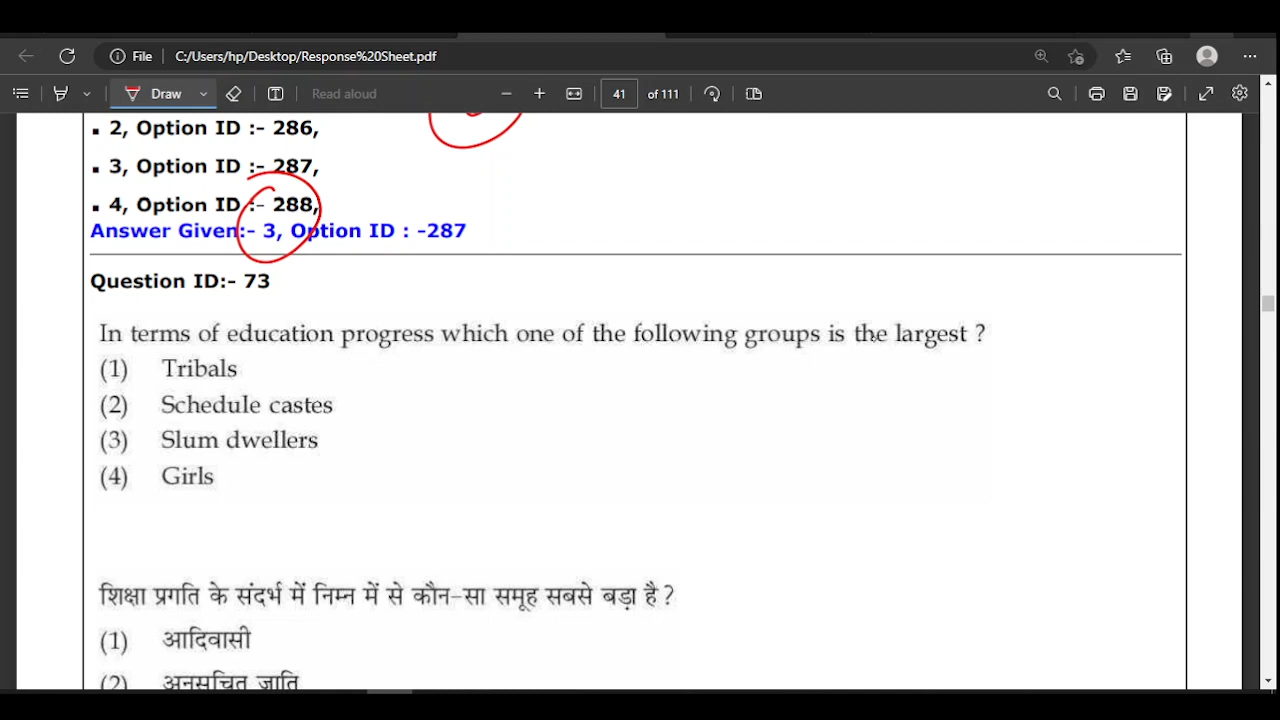 File C:/Users/hp/Desktop/Response%20Sheet.pdf
Draw Read aloud 41 of 111
2, Option ID :- 286,
3, Option ID :- 287,
4, Option ID :- 288,
Answer Given:- 3, Option ID : -287
Question ID:- 73
In terms of education progress which one of the following groups is the largest ?
(1) Tribals
(2) Schedule castes
(3) Slum dwellers
(4) Girls
शिक्षा प्रगति के संदर्भ में निम्न में से कौन-सा समूह सबसे बड़ा है ?
(1) आदिवासी
(2) अनुसूचित जाति